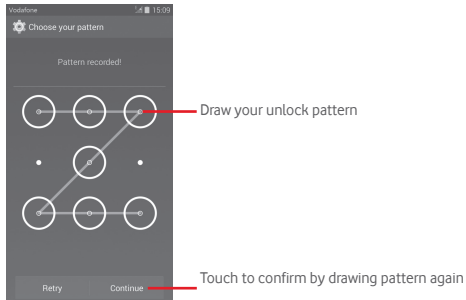 Vodafone 15:09
Choose your pattern
Pattern recorded!
Draw your unlock pattern
Retry Continue
Touch to confirm by drawing pattern again